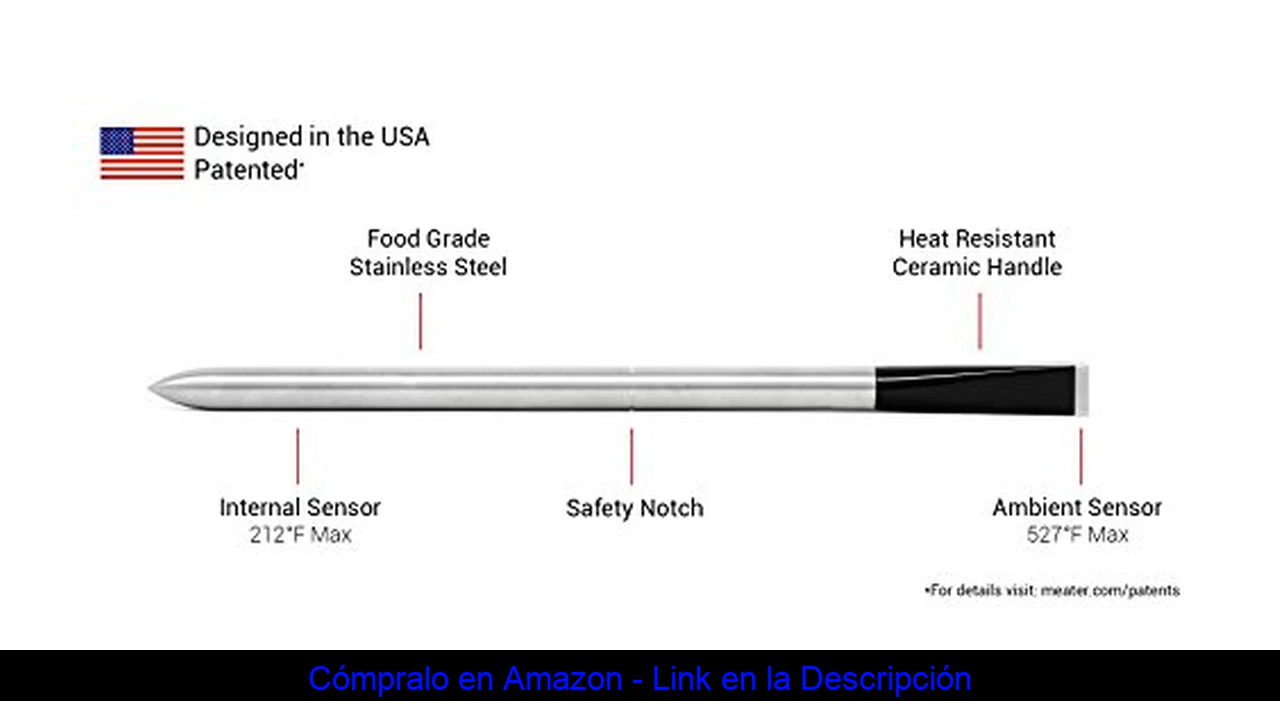 Designed in the USA
Patented*
Food Grade
Stainless Steel
Heat Resistant
Ceramic Handle
Internal Sensor
212°F Max
Safety Notch
Ambient Sensor
527°F Max
*For details visit: meater.com/patents
Cómpralo en Amazon - Link en la Descripción